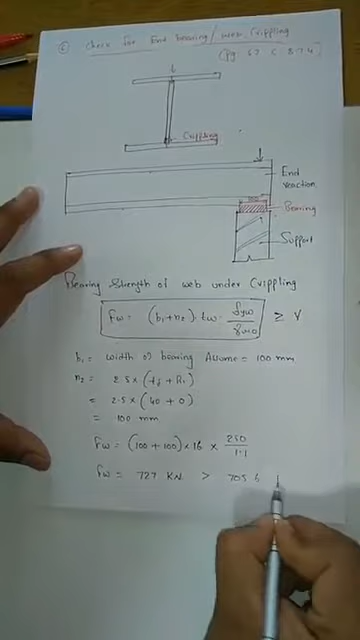 ⑥ Check for End bearing / web Crippling
(Pg 67 C 8.7.4)
Crippling
End
reaction
Bearing
Support
Bearing Strength of web under Crippling
Fw = (b1+n2) · tw · fyw / γmo ≥ V
b1 = width of bearing Assume = 100 mm
n2 = 2.5 × (tf + R1)
= 2.5 × (40 + 0)
= 100 mm
Fw = (100 + 100) × 16 × 250 / 1.1
Fw = 727 KN > 705 6